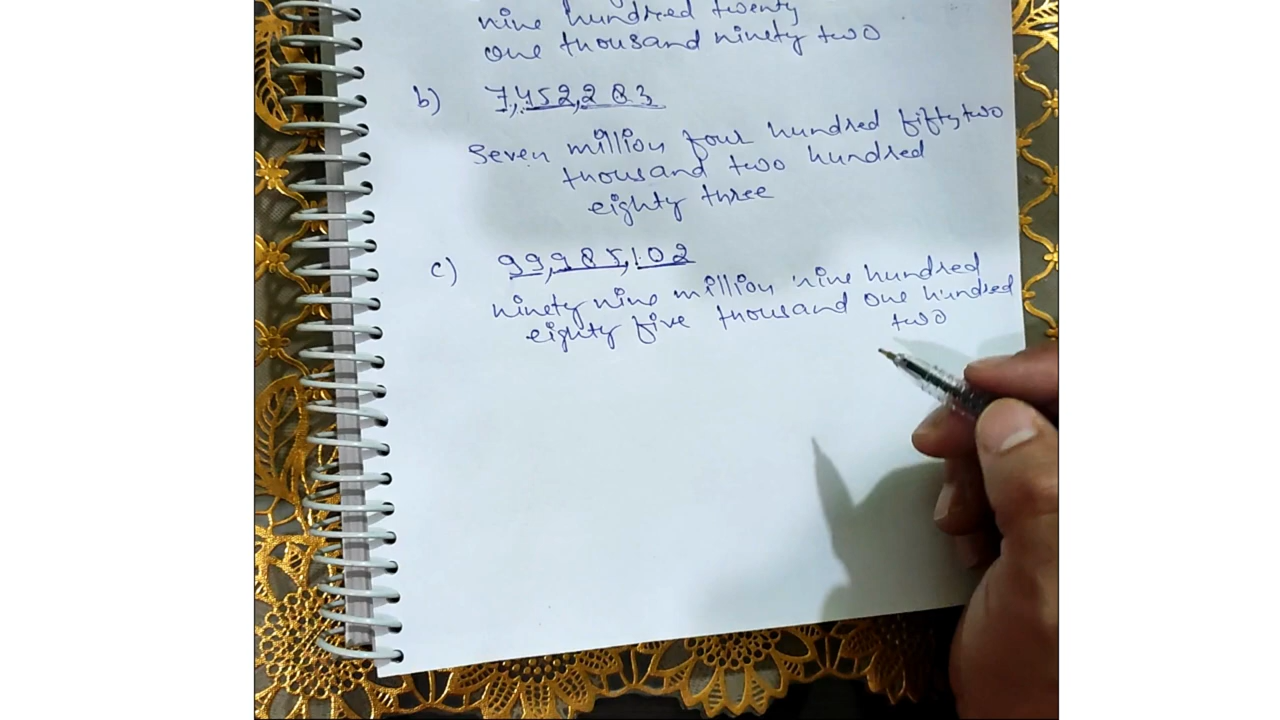 nine hundred twenty
one thousand ninety two
b) 7,452,283
Seven million four hundred fifty two
thousand two hundred
eighty three
c) 99,985,102
ninety nine million nine hundred
eighty five thousand one hundred
two